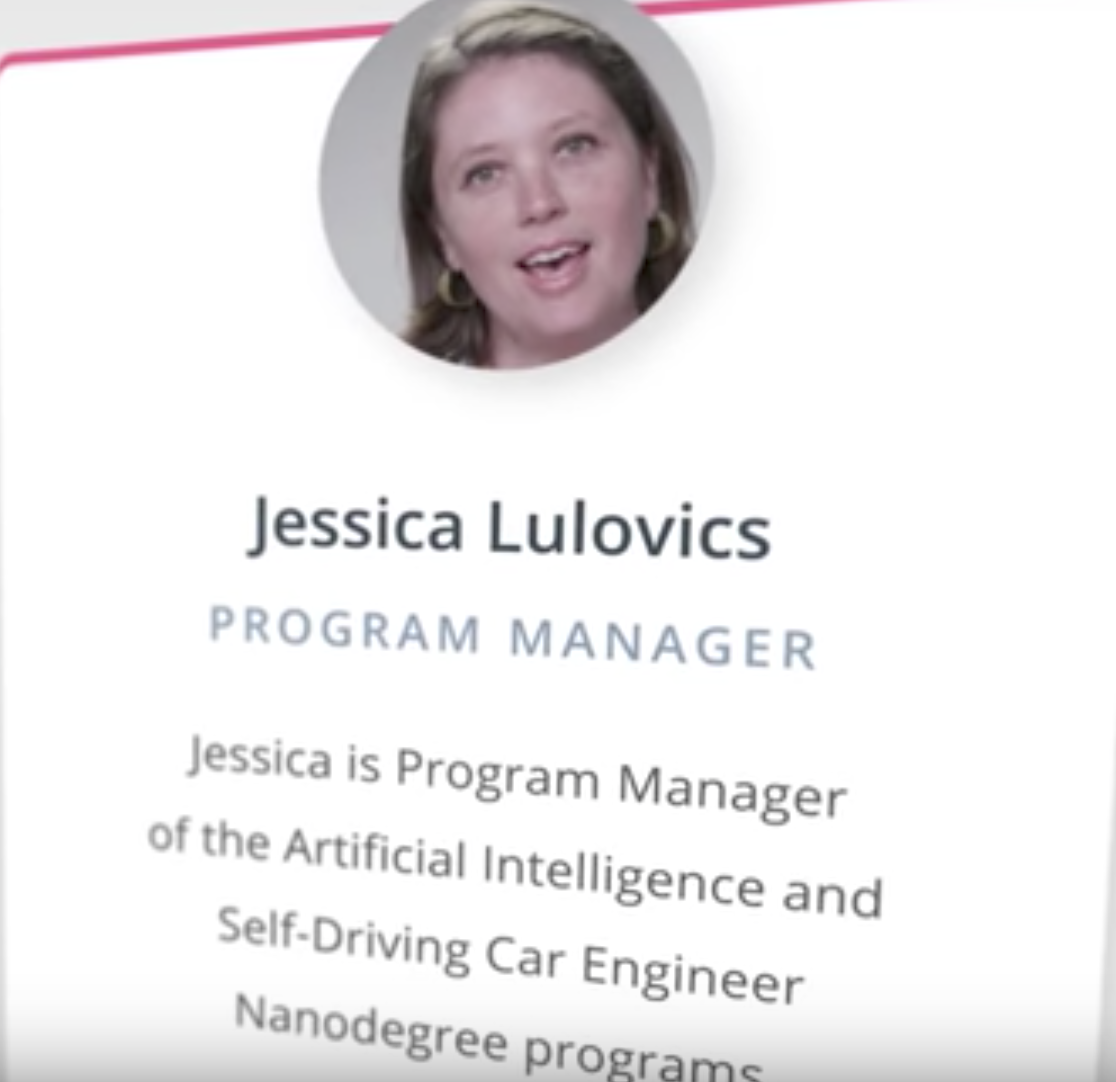 Jessica Lulovics
PROGRAM MANAGER
Jessica is Program Manager
of the Artificial Intelligence and
Self-Driving Car Engineer
Nanodegree programs